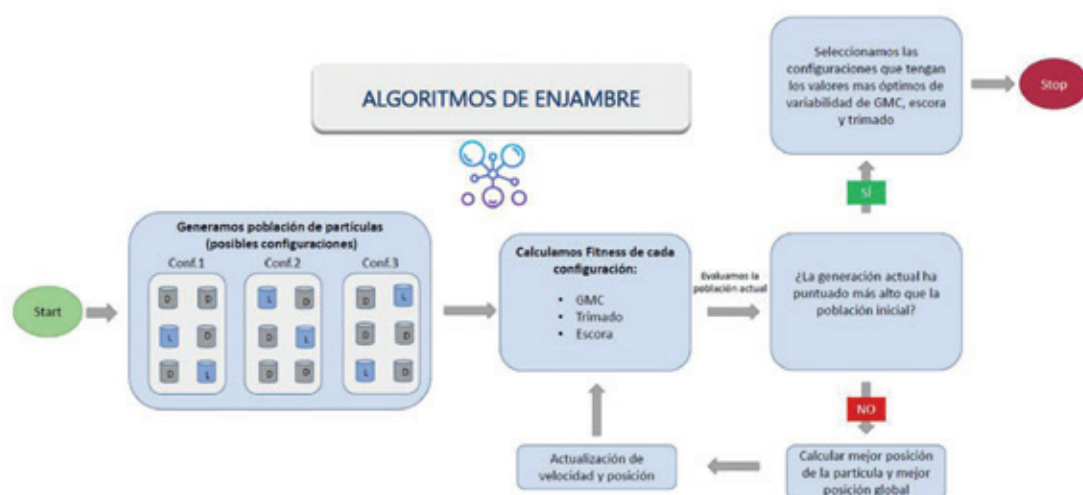 ALGORITMOS DE ENJAMBRE
Start
Generamos población de partículas
(posibles configuraciones)
Conf.1
Conf.2
Conf.3
D D
L D
D L
L D
D L
D D
D L
D D
L D
Calculamos Fitness de cada
configuración:
• GMC
• Trimado
• Escora
Evaluamos la
población actual
¿La generación actual ha
puntuado más alto que la
población inicial?
SÍ
Seleccionamos las
configuraciones que tengan
los valores mas óptimos de
variabilidad de GMC, escora
y trimado
Stop
NO
Calcular mejor posición
de la partícula y mejor
posición global
Actualización de
velocidad y posición